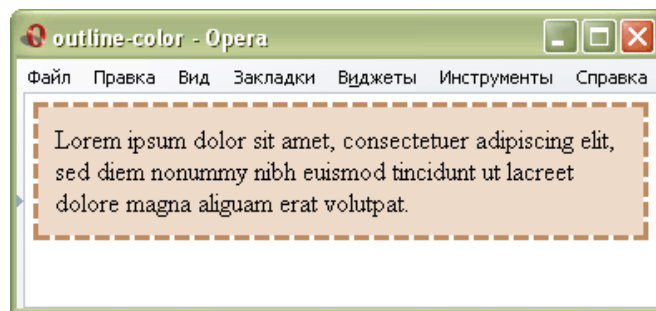 outline-color - Opera
Файл Правка Вид Закладки Виджеты Инструменты Справка
Lorem ipsum dolor sit amet, consectetuer adipiscing elit,
sed diem nonummy nibh euismod tincidunt ut lacreet
dolore magna aliguam erat volutpat.